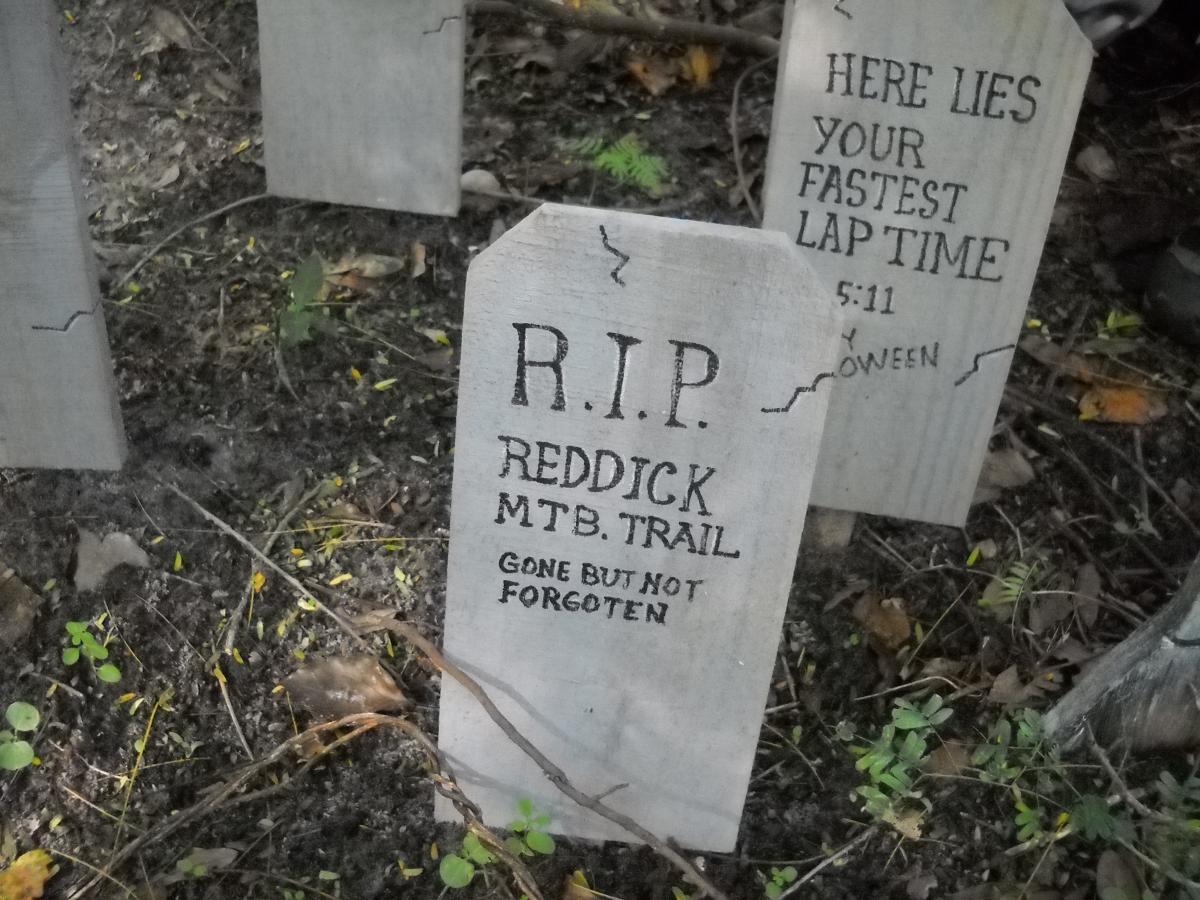 R.I.P.
REDDICK
MTB. TRAIL
GONE BUT NOT
FORGOTEN
HERE LIES
YOUR
FASTEST
LAP TIME
5:11
Y
OWEEN